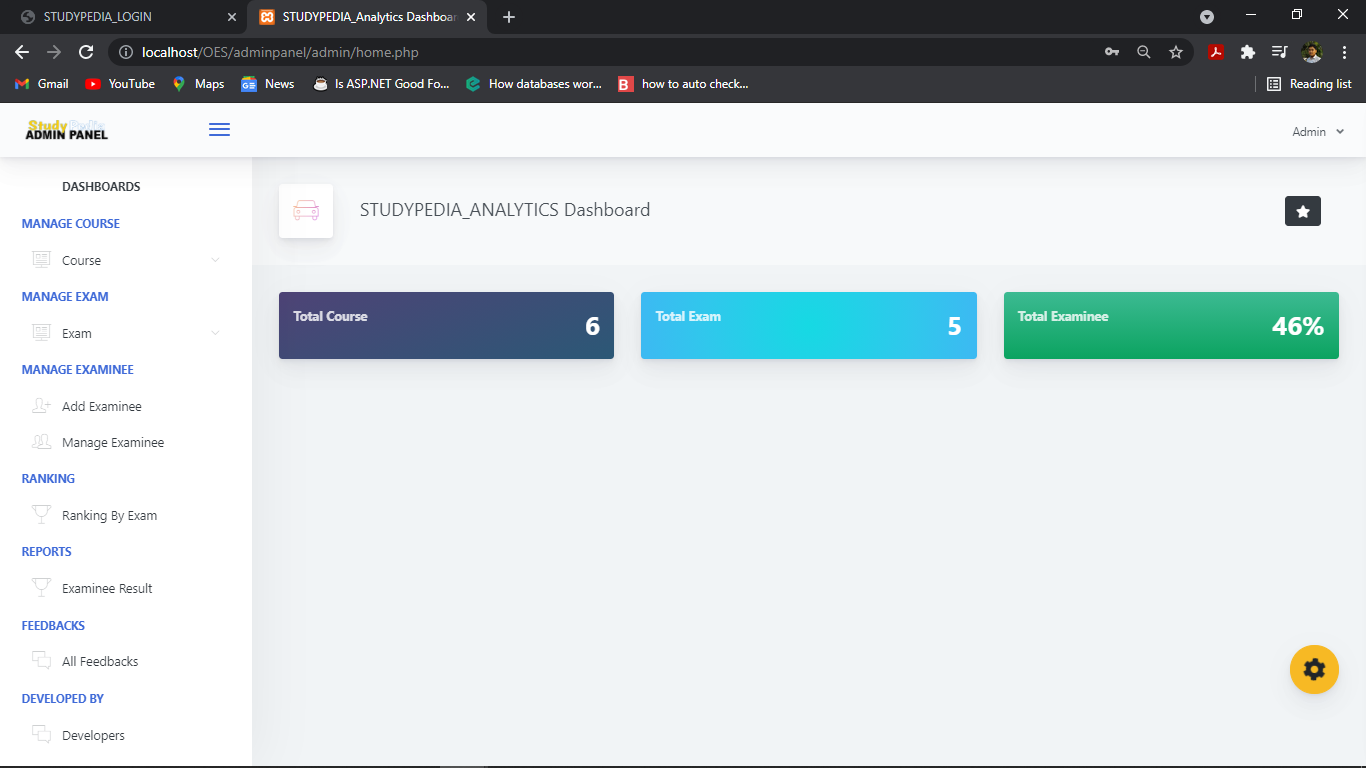 STUDYPEDIA_LOGIN
STUDYPEDIA_Analytics Dashboar
localhost/OES/adminpanel/admin/home.php
Gmail
YouTube
Maps
News
Is ASP.NET Good Fo...
How databases wor...
B
how to auto check...
Reading list
Study Pedia
ADMIN PANEL
Admin
DASHBOARDS
STUDYPEDIA_ANALYTICS Dashboard
MANAGE COURSE
Course
MANAGE EXAM
Exam
MANAGE EXAMINEE
Add Examinee
Manage Examinee
RANKING
Ranking By Exam
REPORTS
Examinee Result
FEEDBACKS
All Feedbacks
DEVELOPED BY
Developers
Total Course
6
Total Exam
5
Total Examinee
46%